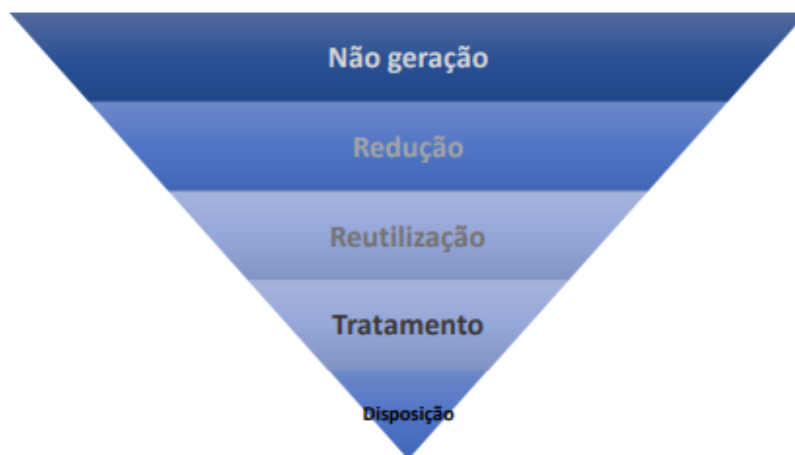 Não geração
Redução
Reutilização
Tratamento
Disposição